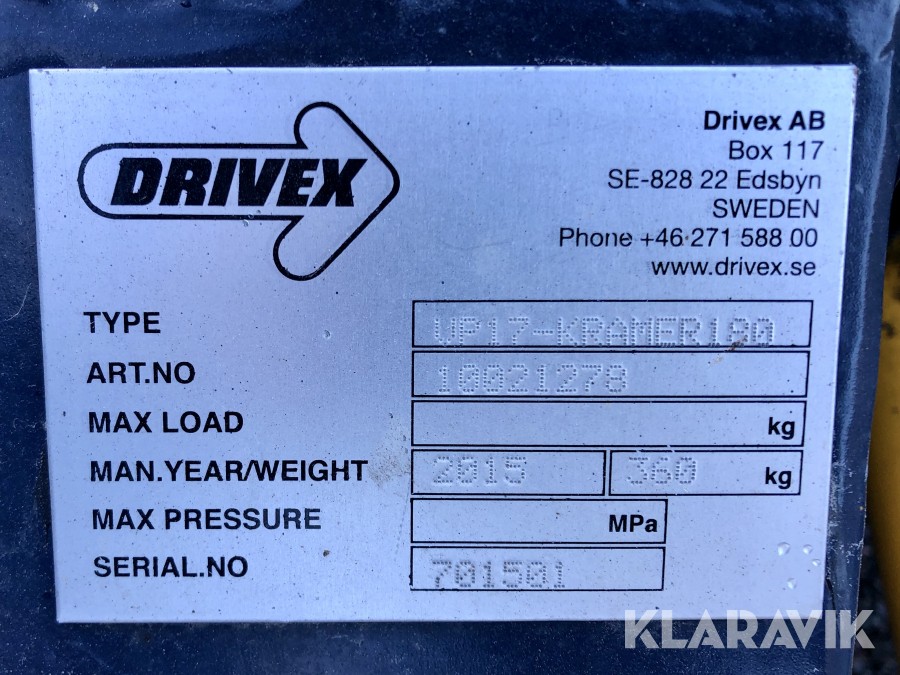 DRIVEX
Drivex AB
Box 117
SE-828 22 Edsbyn
SWEDEN
Phone +46 271 588 00
www.drivex.se
TYPE VP17-KRAMER180
ART.NO 10021278
MAX LOAD kg
MAN.YEAR/WEIGHT 2015 360 kg
MAX PRESSURE MPa
SERIAL.NO 701501
KLARAVIK